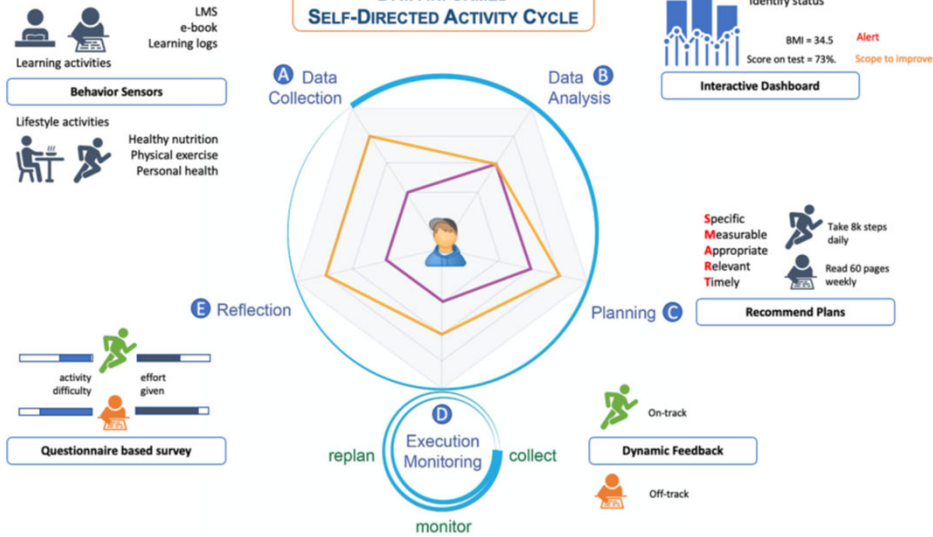 SELF-DIRECTED ACTIVITY CYCLE
LMS
e-book
Learning logs
Learning activities
Behavior Sensors
Lifestyle activities
Healthy nutrition
Physical exercise
Personal health
A Data
Collection
Data B
Analysis
Identify status
BMI = 34.5 Alert
Score on test = 73%. Scope to improve
Interactive Dashboard
Specific
Measurable
Appropriate
Relevant
Timely
Take 8k steps
daily
Read 60 pages
weekly
Recommend Plans
Planning C
E Reflection
activity
difficulty
effort
given
Questionnaire based survey
D
Execution
Monitoring
replan
collect
monitor
On-track
Dynamic Feedback
Off-track